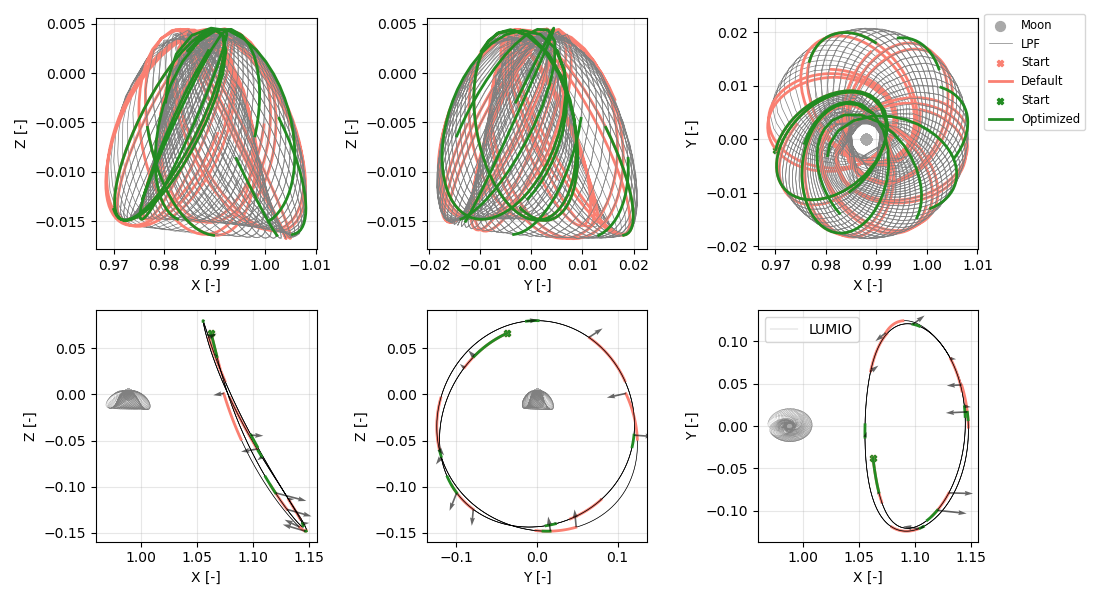 0.005
0.000
−0.005
−0.010
−0.015
Z [-]
0.97
0.98
0.99
1.00
1.01
X [-]
0.005
0.000
−0.005
−0.010
−0.015
Z [-]
−0.02
−0.01
0.00
0.01
0.02
Y [-]
0.02
0.01
0.00
−0.01
−0.02
Y [-]
0.97
0.98
0.99
1.00
1.01
X [-]
Moon
LPF
Start
Default
Start
Optimized
0.05
0.00
−0.05
−0.10
−0.15
Z [-]
1.00
1.05
1.10
1.15
X [-]
0.05
0.00
−0.05
−0.10
−0.15
Z [-]
−0.1
0.0
0.1
Y [-]
LUMIO
0.10
0.05
0.00
−0.05
−0.10
Y [-]
1.00
1.05
1.10
1.15
X [-]